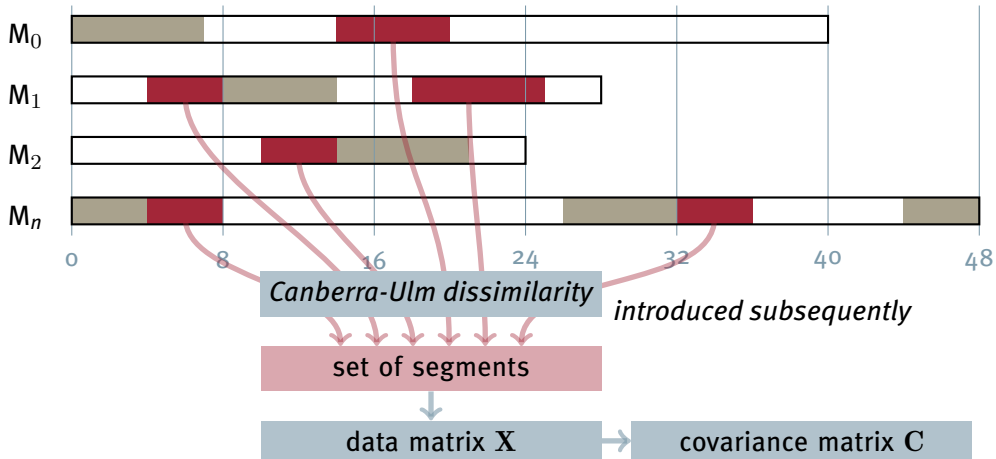 M₀
M₁
M₂
Mₙ
0 8 16 24 32 40 48
Canberra-Ulm dissimilarity
introduced subsequently
set of segments
data matrix X
covariance matrix C